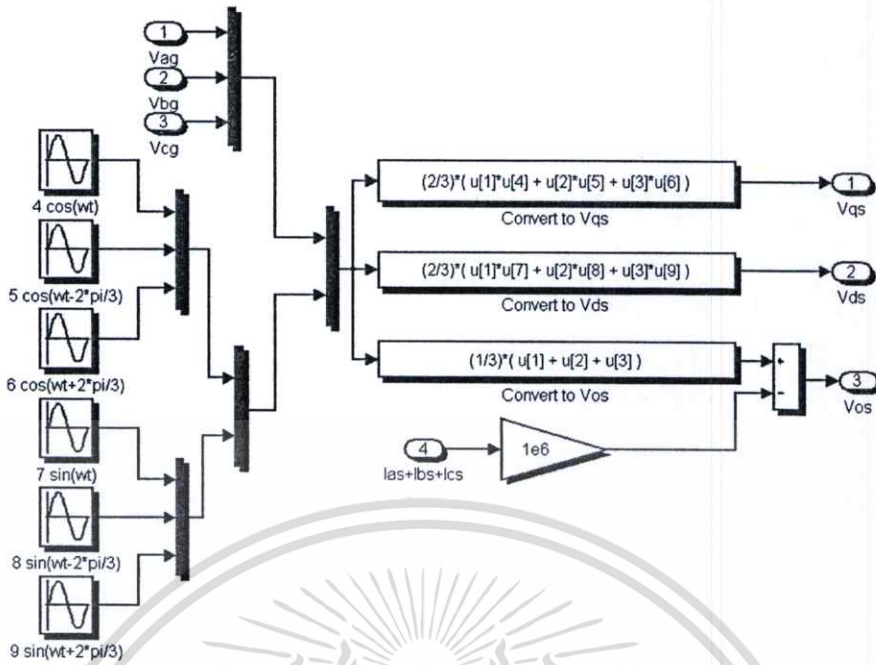 1
Vag
2
Vbg
3
Vcg
4 cos(wt)
5 cos(wt-2*pi/3)
6 cos(wt+2*pi/3)
7 sin(wt)
8 sin(wt-2*pi/3)
9 sin(wt+2*pi/3)
(2/3)*( u[1]*u[4] + u[2]*u[5] + u[3]*u[6] )
Convert to Vqs
1
Vqs
(2/3)*( u[1]*u[7] + u[2]*u[8] + u[3]*u[9] )
Convert to Vds
2
Vds
(1/3)*( u[1] + u[2] + u[3] )
Convert to Vos
+
−
3
Vos
4
Ias+Ibs+Ics
1e6